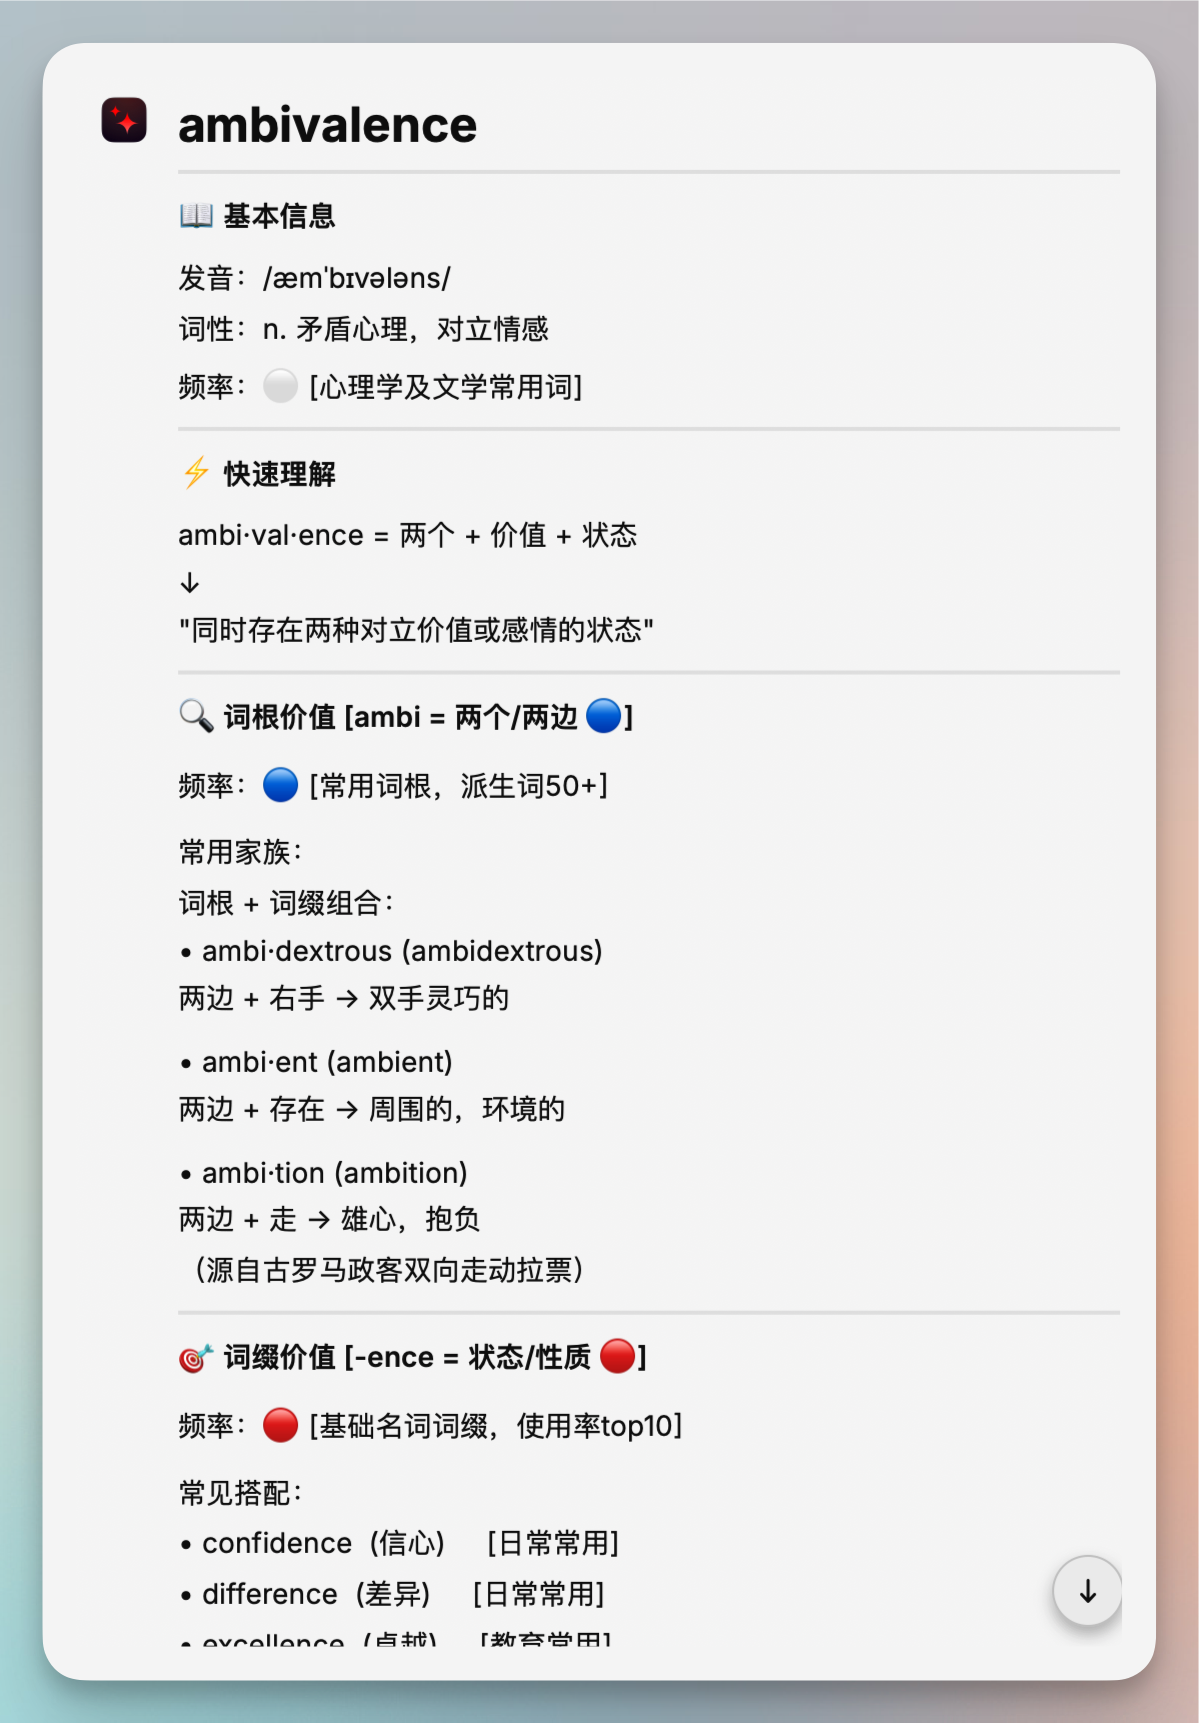 ambivalence
📖 基本信息
发音：/æm'bɪvələns/
词性：n. 矛盾心理，对立情感
频率：⚪ [心理学及文学常用词]
⚡ 快速理解
ambi·val·ence = 两个 + 价值 + 状态
↓
"同时存在两种对立价值或感情的状态"
🔍 词根价值 [ambi = 两个/两边 🔵]
频率：🔵 [常用词根，派生词50+]
常用家族：
词根 + 词缀组合：
• ambi·dextrous (ambidextrous)
两边 + 右手 → 双手灵巧的
• ambi·ent (ambient)
两边 + 存在 → 周围的，环境的
• ambi·tion (ambition)
两边 + 走 → 雄心，抱负
（源自古罗马政客双向走动拉票）
🎯 词缀价值 [-ence = 状态/性质 🔴]
频率：🔴 [基础名词词缀，使用率top10]
常见搭配：
• confidence（信心） [日常常用]
• difference（差异） [日常常用]
• excellence（卓越） [教育常用]